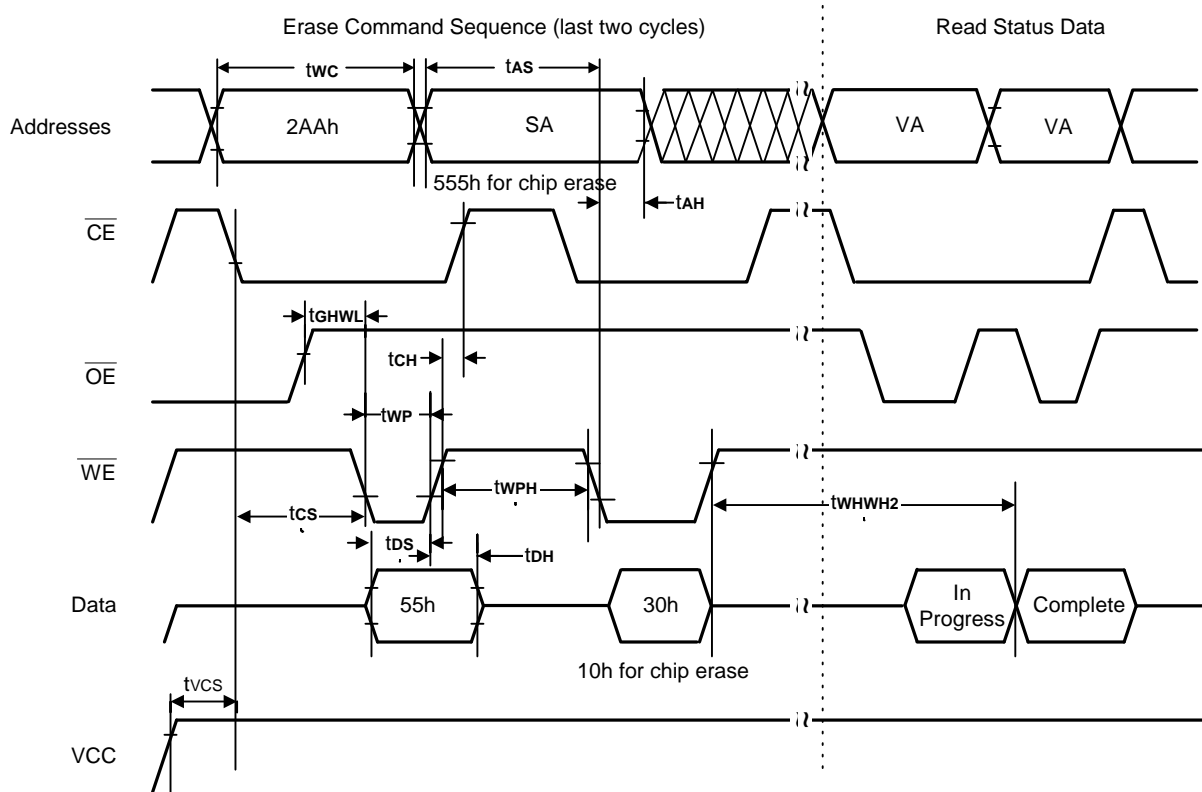 Erase Command Sequence (last two cycles)
Read Status Data
tWC
tAS
Addresses
2AAh
SA
VA
VA
555h for chip erase
tAH
CE
tGHWL
OE
tCH
tWP
WE
tWPH
tCS
tWHWH2
tDS
tDH
Data
55h
30h
In Progress
Complete
10h for chip erase
tVCS
VCC